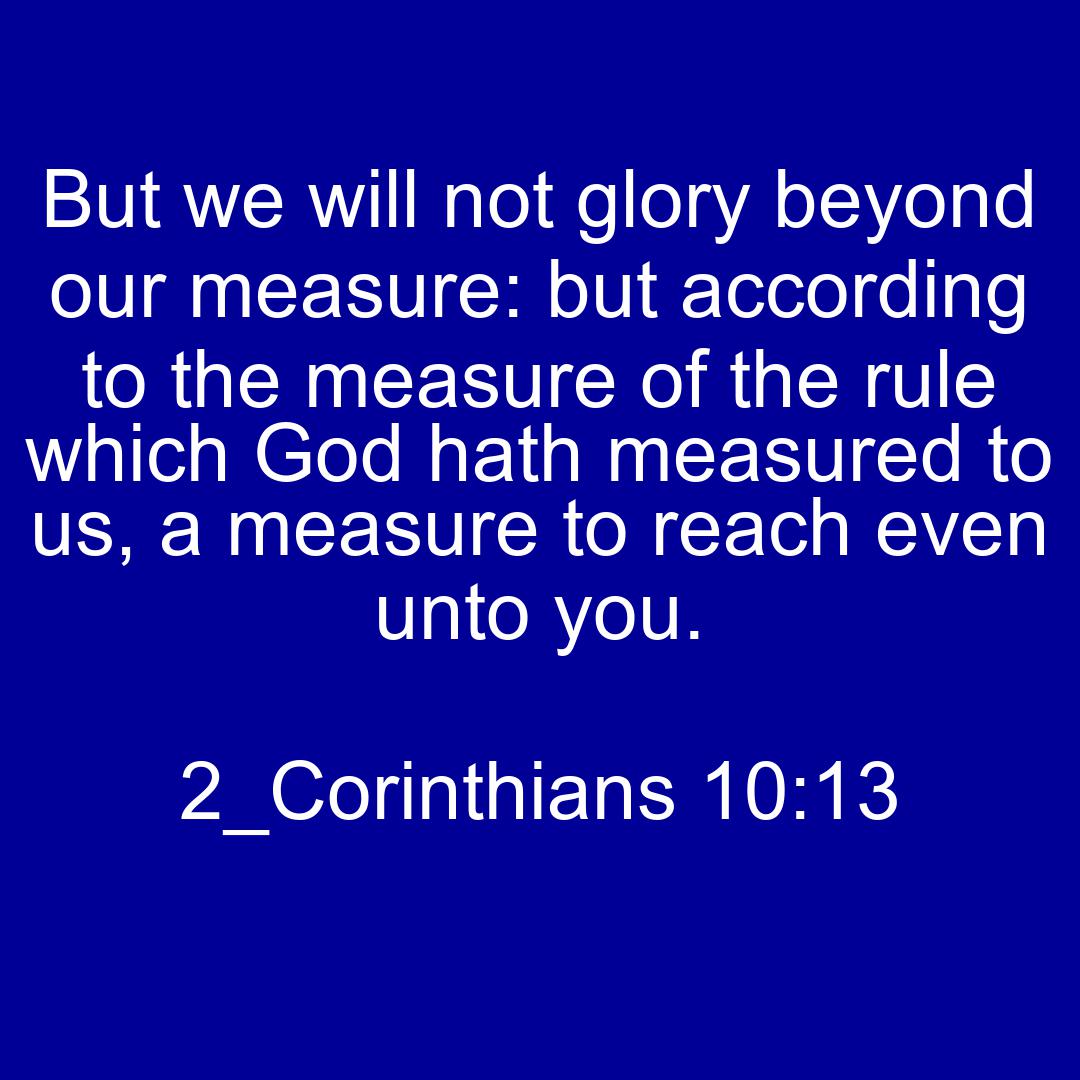 But we will not glory beyond
our measure: but according
to the measure of the rule
which God hath measured to
us, a measure to reach even
unto you.
2_Corinthians 10:13